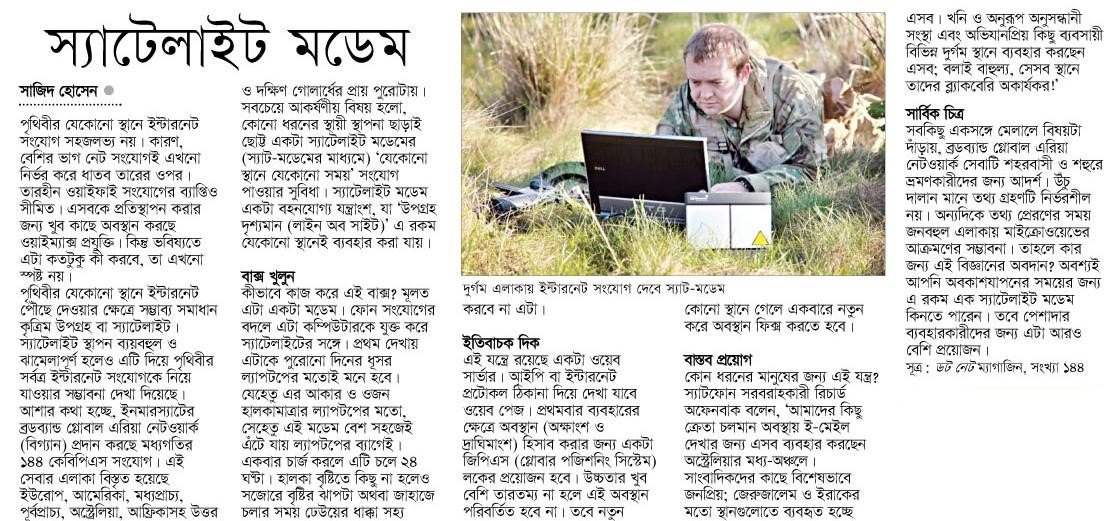 স্যাটেলাইট মডেম
সাজিদ হোসেন
পৃথিবীর যেকোনো স্থানে ইন্টারনেট
সংযোগ সহজলভ্য নয়। কারণ,
বেশির ভাগ নেট সংযোগই এখনো
নির্ভর করে ধাতব তারের ওপর।
তারহীন ওয়াইফাই সংযোগের ব্যাপ্তিও
সীমিত। এসবকে প্রতিস্থাপন করার
জন্য খুব কাছে অবস্থান করছে
ওয়াইম্যাক্স প্রযুক্তি। কিন্তু ভবিষ্যতে
এটা কতটুকু কী করবে, তা এখনো
স্পষ্ট নয়।
পৃথিবীর যেকোনো স্থানে ইন্টারনেট
পৌঁছে দেওয়ার ক্ষেত্রে সম্ভাব্য সমাধান
কৃত্রিম উপগ্রহ বা স্যাটেলাইট।
স্যাটেলাইট স্থাপন ব্যয়বহুল ও
ঝামেলাপূর্ণ হলেও এটি দিয়ে পৃথিবীর
সর্বত্র ইন্টারনেট সংযোগকে নিয়ে
যাওয়ার সম্ভাবনা দেখা দিয়েছে।
আশার কথা হচ্ছে, ইনমারস্যাটের
ব্রডব্যান্ড গ্লোবাল এরিয়া নেটওয়ার্ক
(বিগ্যান) প্রদান করছে মধ্যগতির
১৪৪ কেবিপিএস সংযোগ। এই
সেবার এলাকা বিস্তৃত হয়েছে
ইউরোপ, আমেরিকা, মধ্যপ্রাচ্য,
পূর্বপ্রাচ্য, অস্ট্রেলিয়া, আফ্রিকাসহ উত্তর
ও দক্ষিণ গোলার্ধের প্রায় পুরোটায়।
সবচেয়ে আকর্ষণীয় বিষয় হলো,
কোনো ধরনের স্থায়ী স্থাপনা ছাড়াই
ছোট্ট একটা স্যাটেলাইট মডেমের
(স্যাট-মডেমের মাধ্যমে) ‘যেকোনো
স্থানে যেকোনো সময়’ সংযোগ
পাওয়ার সুবিধা। স্যাটেলাইট মডেম
একটা বহনযোগ্য যন্ত্রাংশ, যা ‘উপগ্রহ
দৃশ্যমান (লাইন অব সাইট)’ এ রকম
যেকোনো স্থানেই ব্যবহার করা যায়।
বাক্স খুলুন
কীভাবে কাজ করে এই বাক্স? মূলত
এটা একটা মডেম। ফোন সংযোগের
বদলে এটা কম্পিউটারকে যুক্ত করে
স্যাটেলাইটের সঙ্গে। প্রথম দেখায়
এটাকে পুরোনো দিনের ধূসর
ল্যাপটপের মতোই মনে হবে।
যেহেতু এর আকার ও ওজন
হালকামাত্রার ল্যাপটপের মতো,
সেহেতু এই মডেম বেশ সহজেই
এঁটে যায় ল্যাপটপের ব্যাগেই।
একবার চার্জ করলে এটি চলে ২৪
ঘণ্টা। হালকা বৃষ্টিতে কিছু না হলেও
সজোরে বৃষ্টির ঝাপটা অথবা জাহাজে
চলার সময় ঢেউয়ের ধাক্কা সহ্য
DELL
দুর্গম এলাকায় ইন্টারনেট সংযোগ দেবে স্যাট-মডেম
করবে না এটা।
ইতিবাচক দিক
এই যন্ত্রে রয়েছে একটা ওয়েব
সার্ভার। আইপি বা ইন্টারনেট
প্রটোকল ঠিকানা দিয়ে দেখা যাবে
ওয়েব পেজ। প্রথমবার ব্যবহারের
ক্ষেত্রে অবস্থান (অক্ষাংশ ও
দ্রাঘিমাংশ) হিসাব করার জন্য একটা
জিপিএস (গ্লোবার পজিশনিং সিস্টেম)
লকের প্রয়োজন হবে। উচ্চতার খুব
বেশি তারতম্য না হলে এই অবস্থান
পরিবর্তিত হবে না। তবে নতুন
কোনো স্থানে গেলে একবারে নতুন
করে অবস্থান ফিক্স করতে হবে।
বাস্তব প্রয়োগ
কোন ধরনের মানুষের জন্য এই যন্ত্র?
স্যাটফোন সরবরাহকারী রিচার্ড
অফেনবাক বলেন, ‘আমাদের কিছু
ক্রেতা চলমান অবস্থায় ই-মেইল
দেখার জন্য এসব ব্যবহার করছেন
অস্ট্রেলিয়ার মধ্য-অঞ্চলে।
সাংবাদিকদের কাছে বিশেষভাবে
জনপ্রিয়; জেরুজালেম ও ইরাকের
মতো স্থানগুলোতে ব্যবহৃত হচ্ছে
এসব। খনি ও অনুরূপ অনুসন্ধানী
সংস্থা এবং অভিযানপ্রিয় কিছু ব্যবসায়ী
বিভিন্ন দুর্গম স্থানে ব্যবহার করছেন
এসব; বলাই বাহুল্য, সেসব স্থানে
তাদের ব্ল্যাকবেরি অকার্যকর!’
সার্বিক চিত্র
সবকিছু একসঙ্গে মেলালে বিষয়টা
দাঁড়ায়, ব্রডব্যান্ড গ্লোবাল এরিয়া
নেটওয়ার্ক সেবাটি শহরবাসী ও শহুরে
ভ্রমণকারীদের জন্য আদর্শ। উঁচু
দালান মানে তথ্য গ্রহণটি নির্ভরশীল
নয়। অন্যদিকে তথ্য প্রেরণের সময়
জনবহুল এলাকায় মাইক্রোওয়েভের
আক্রমণের সম্ভাবনা। তাহলে কার
জন্য এই বিজ্ঞানের অবদান? অবশ্যই
আপনি অবকাশযাপনের সময়ের জন্য
এ রকম এক স্যাটেলাইট মডেম
কিনতে পারেন। তবে পেশাদার
ব্যবহারকারীদের জন্য এটা আরও
বেশি প্রয়োজন।
সূত্র: ডট নেট ম্যাগাজিন, সংখ্যা ১৪৪